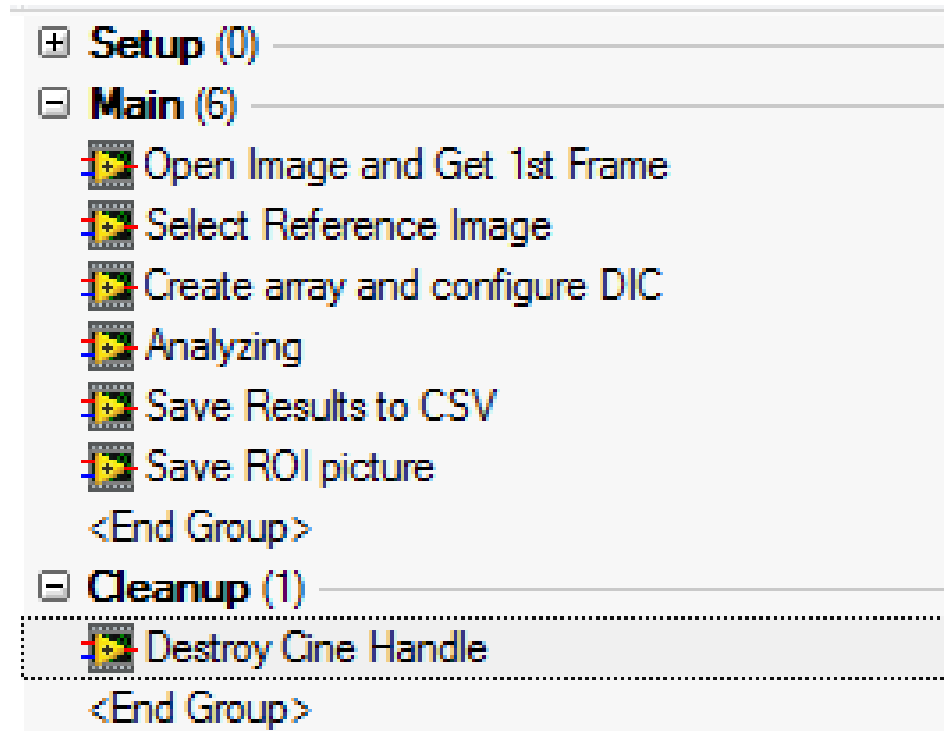 Setup (0)
Main (6)
Open Image and Get 1st Frame
Select Reference Image
Create array and configure DIC
Analyzing
Save Results to CSV
Save ROI picture
<End Group>
Cleanup (1)
Destroy Cine Handle
<End Group>